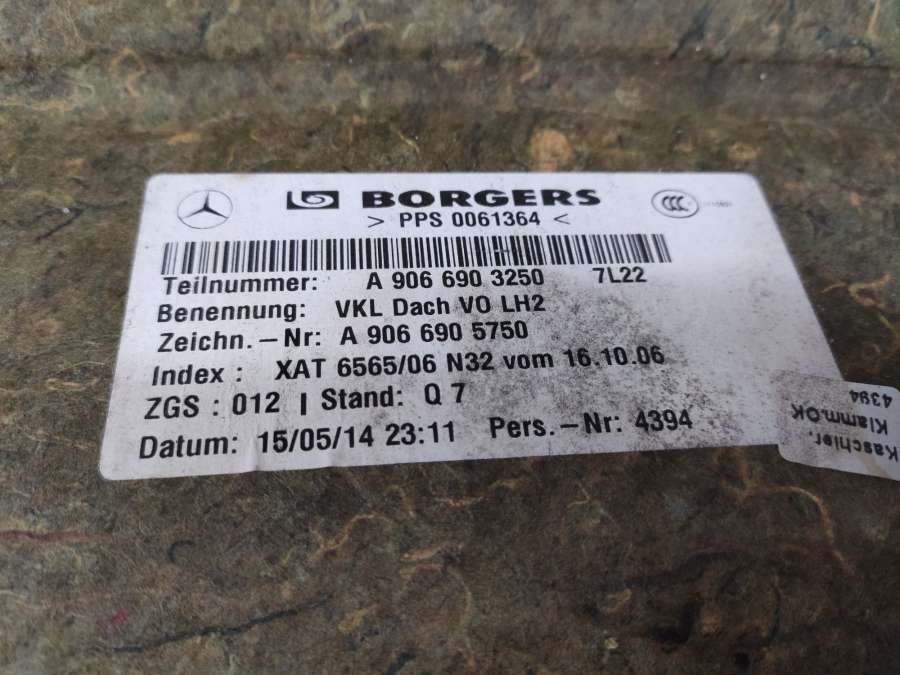 BORGERS
> PPS 0061364 <
CCC
Teilnummer: A 906 690 3250 7L22
Benennung: VKL Dach VO LH2
Zeichn.-Nr: A 906 690 5750
Index : XAT 6565/06 N32 vom 16.10.06
ZGS : 012 | Stand: Q 7
Datum: 15/05/14 23:11 Pers.-Nr: 4394
Kaschier.
Klamm.OK
4394